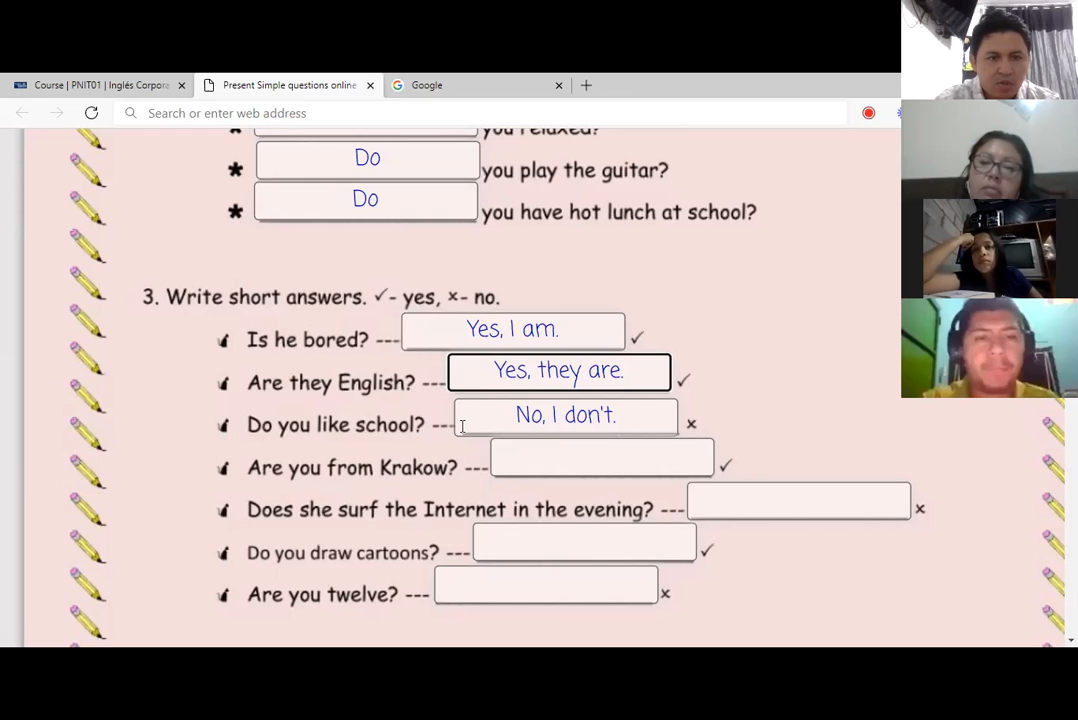 Course | PNIT01 | Inglés Corpora
Present Simple questions online
Google
Search or enter web address
* you relaxed?
* Do you play the guitar?
* Do you have hot lunch at school?
3. Write short answers. ✓- yes, ×- no.
Is he bored? --- Yes, I am. ✓
Are they English? --- Yes, they are. ✓
Do you like school? --- No, I don't. ×
Are you from Krakow? --- ✓
Does she surf the Internet in the evening? --- ×
Do you draw cartoons? --- ✓
Are you twelve? --- ×